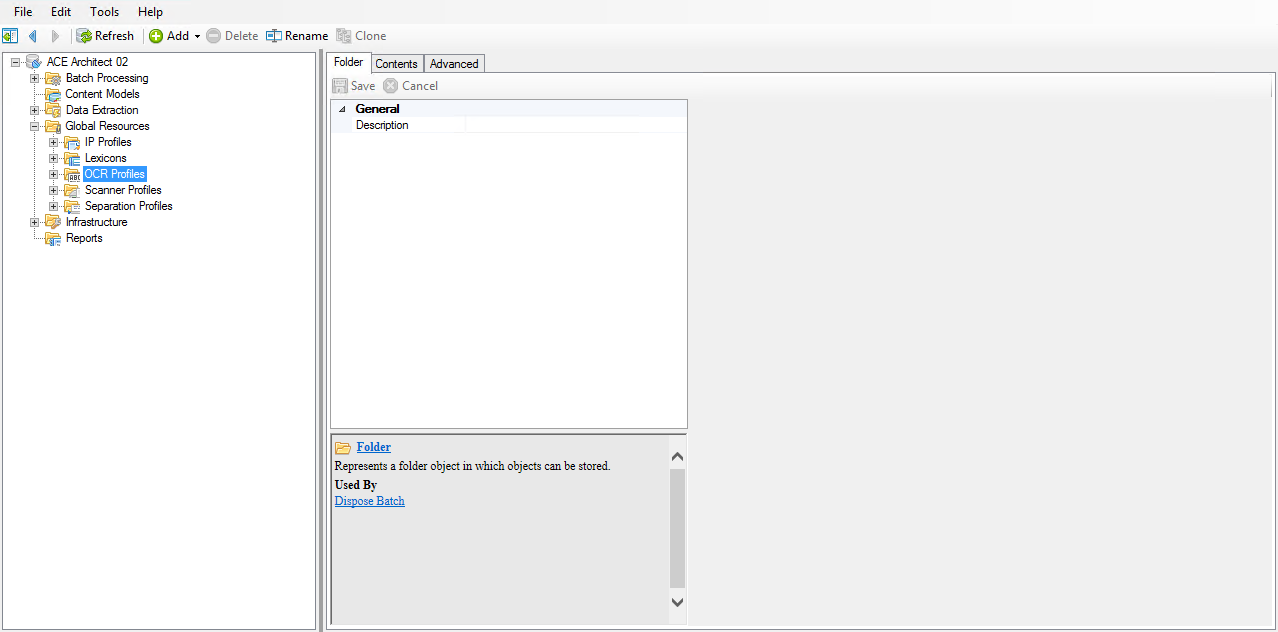 File Edit Tools Help
Refresh Add Delete Rename Clone
ACE Architect 02
Batch Processing
Content Models
Data Extraction
Global Resources
IP Profiles
Lexicons
OCR Profiles
Scanner Profiles
Separation Profiles
Infrastructure
Reports
Folder Contents Advanced
Save Cancel
General
Description
Folder
Represents a folder object in which objects can be stored.
Used By
Dispose Batch